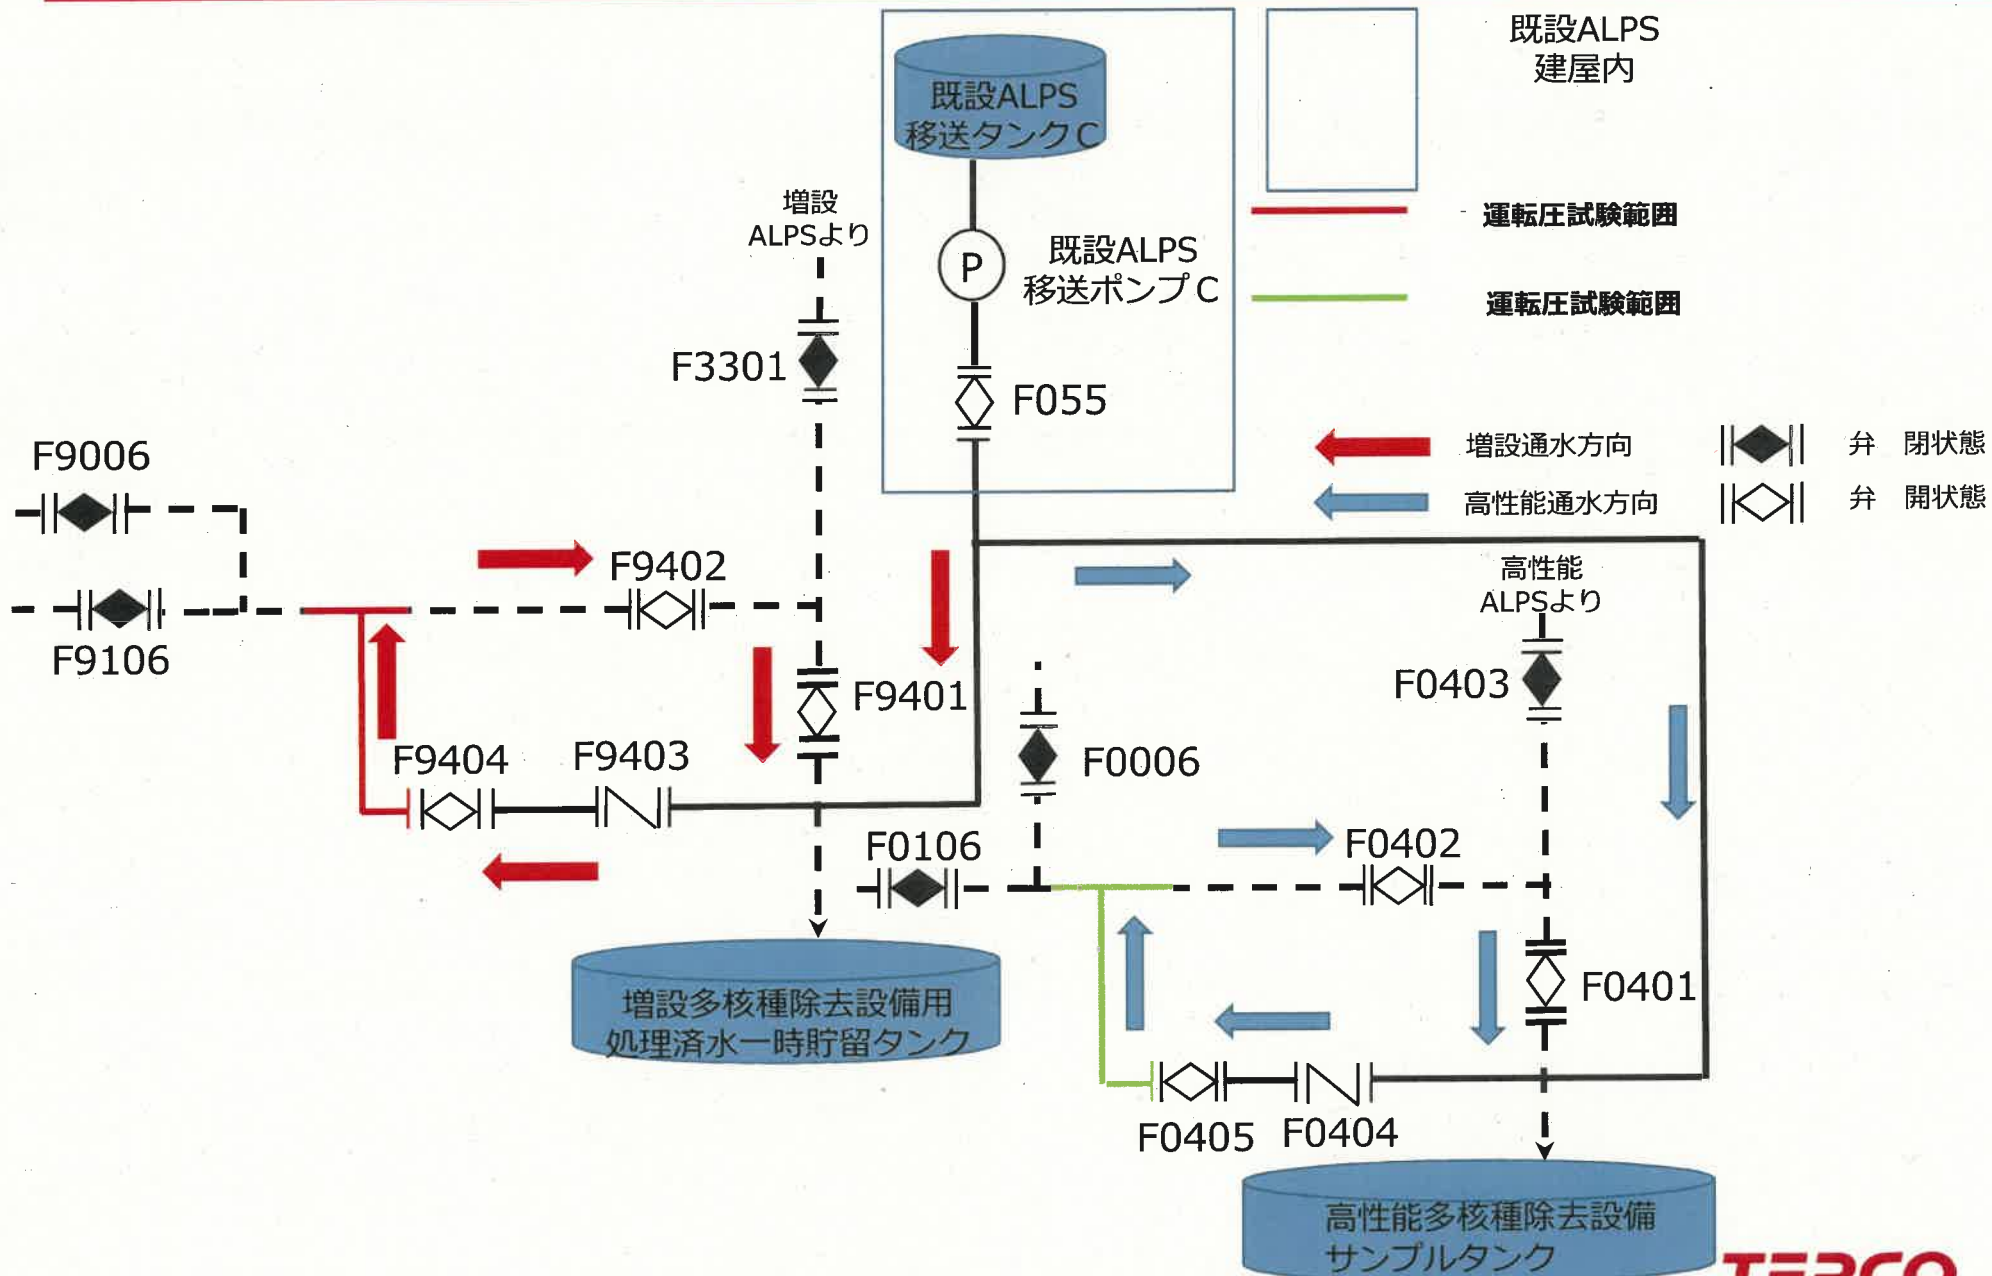 既設ALPS
移送タンクC
既設ALPS
建屋内
増設
ALPSより
P
既設ALPS
移送ポンプC
運転圧試験範囲
運転圧試験範囲
F3301
F055
増設通水方向
弁 閉状態
高性能通水方向
弁 開状態
F9006
F9402
F9106
高性能
ALPSより
F9401
F0403
F9404
F9403
F0006
F0106
F0402
F0401
増設多核種除去設備用
処理済水一時貯留タンク
F0405
F0404
高性能多核種除去設備
サンプルタンク
TEPCO